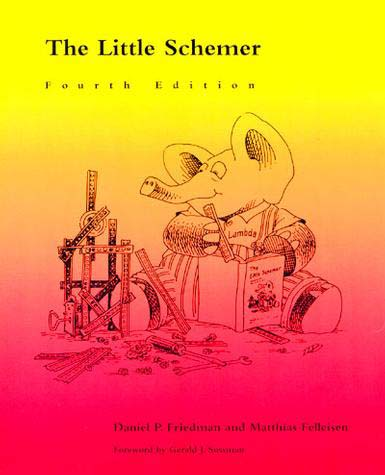 The Little Schemer
Fourth Edition
Lambda
The
Little Schemer
Daniel P. Friedman and Matthias Felleisen
Foreword by Gerald J. Sussman